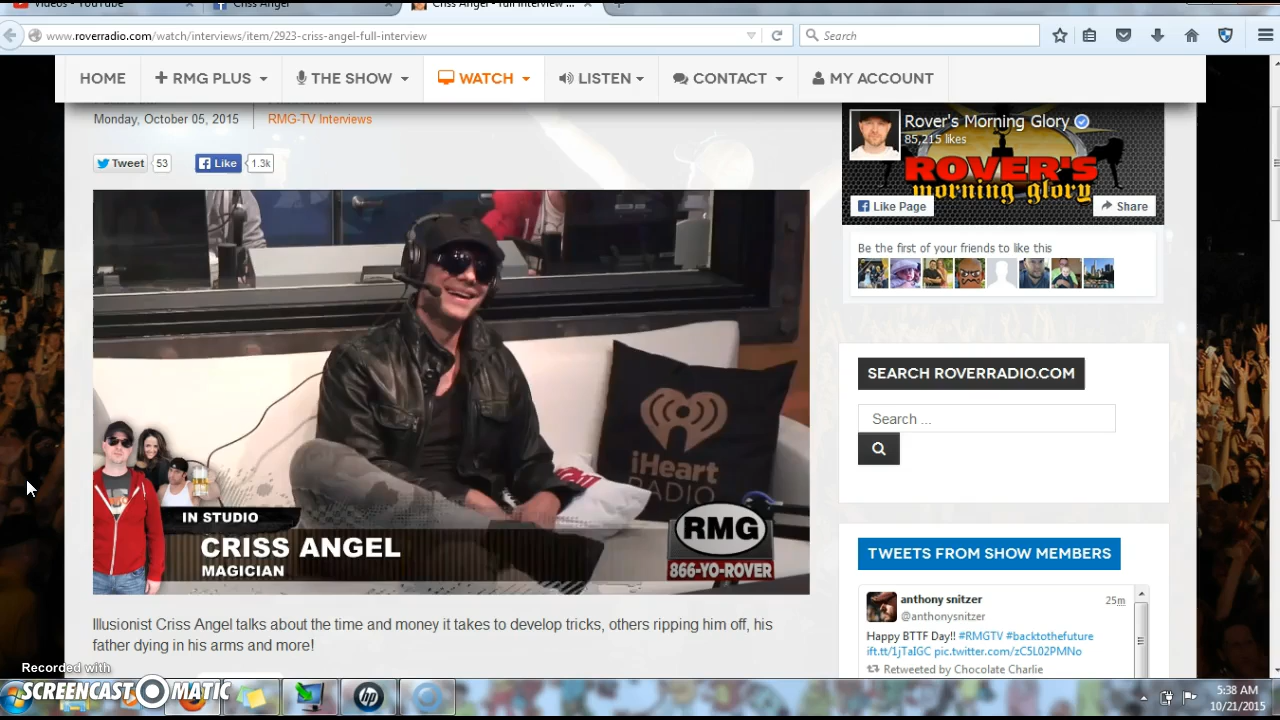 Videos - YouTube
Criss Angel
Criss Angel - full interview ...
www.roverradio.com/watch/interviews/item/2923-criss-angel-full-interview
Search
HOME
RMG PLUS
THE SHOW
WATCH
LISTEN
CONTACT
MY ACCOUNT
Monday, October 05, 2015
RMG-TV Interviews
Tweet
53
Like
1.3k
iHeart
RADIO
IN STUDIO
CRISS ANGEL
MAGICIAN
RMG
866-YO-ROVER
Illusionist Criss Angel talks about the time and money it takes to develop tricks, others ripping him off, his
father dying in his arms and more!
Rover's Morning Glory
85,215 likes
ROVER'S
morning glory
Like Page
Share
Be the first of your friends to like this
SEARCH ROVERRADIO.COM
Search ...
TWEETS FROM SHOW MEMBERS
anthony snitzer
25m
@anthonysnitzer
Happy BTTF Day!! #RMGTV #backtothefuture
ift.tt/1jTaIGC pic.twitter.com/zC5L02PMNo
Retweeted by Chocolate Charlie
Recorded with
SCREENCAST MATIC
hp
5:38 AM
10/21/2015